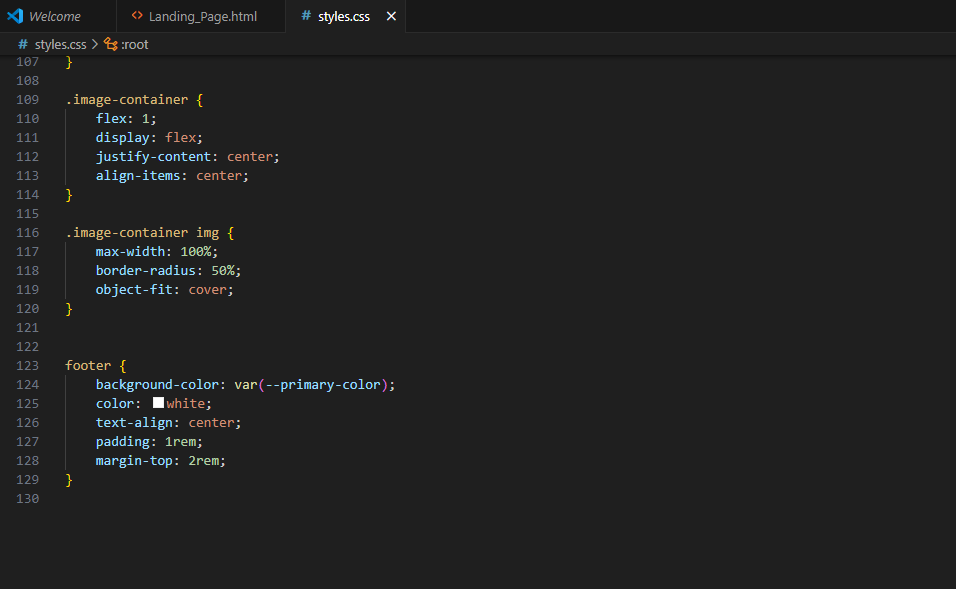 Welcome
<> Landing_Page.html
# styles.css ×
# styles.css > :root
107 }
108
109 .image-container {
110 flex: 1;
111 display: flex;
112 justify-content: center;
113 align-items: center;
114 }
115
116 .image-container img {
117 max-width: 100%;
118 border-radius: 50%;
119 object-fit: cover;
120 }
121
122
123 footer {
124 background-color: var(--primary-color);
125 color: white;
126 text-align: center;
127 padding: 1rem;
128 margin-top: 2rem;
129 }
130